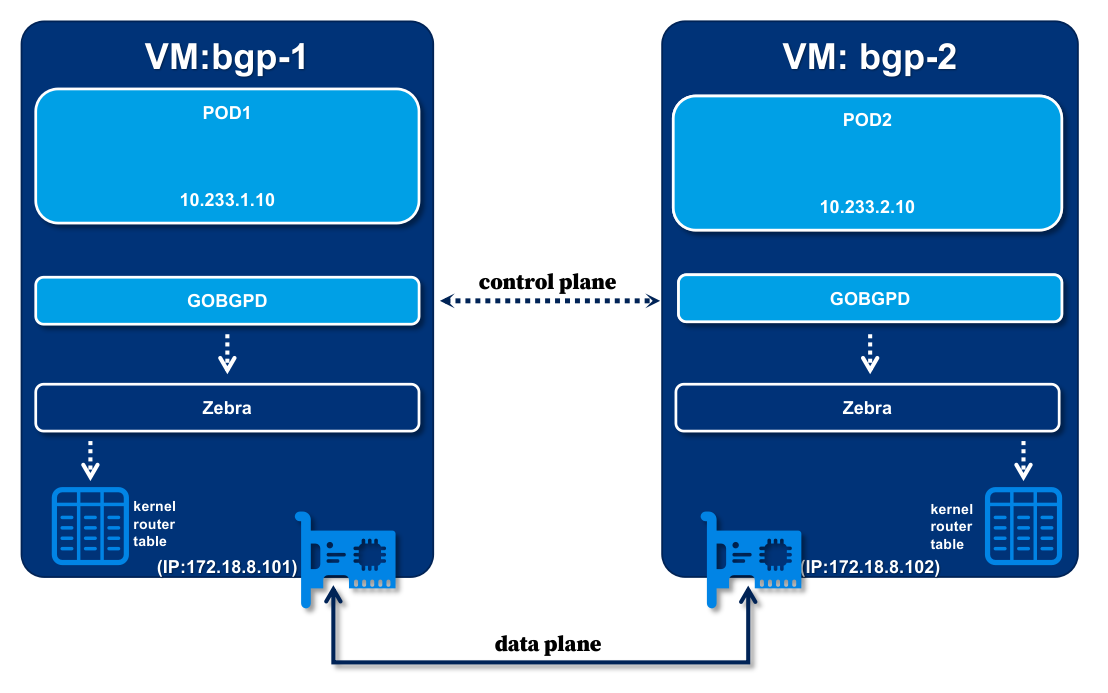 VM:bgp-1
POD1
10.233.1.10
GOBGPD
Zebra
kernel
router
table
(IP:172.18.8.101)
control plane
data plane
VM: bgp-2
POD2
10.233.2.10
GOBGPD
Zebra
kernel
router
table
(IP:172.18.8.102)